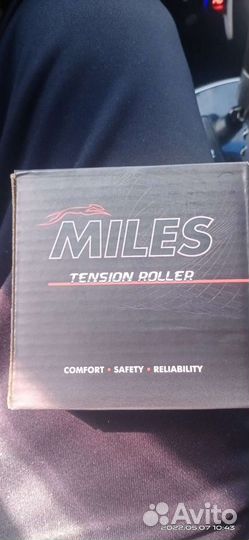 MILES
TENSION ROLLER
COMFORT • SAFETY • RELIABILITY
Avito
2022.05.07 10:43